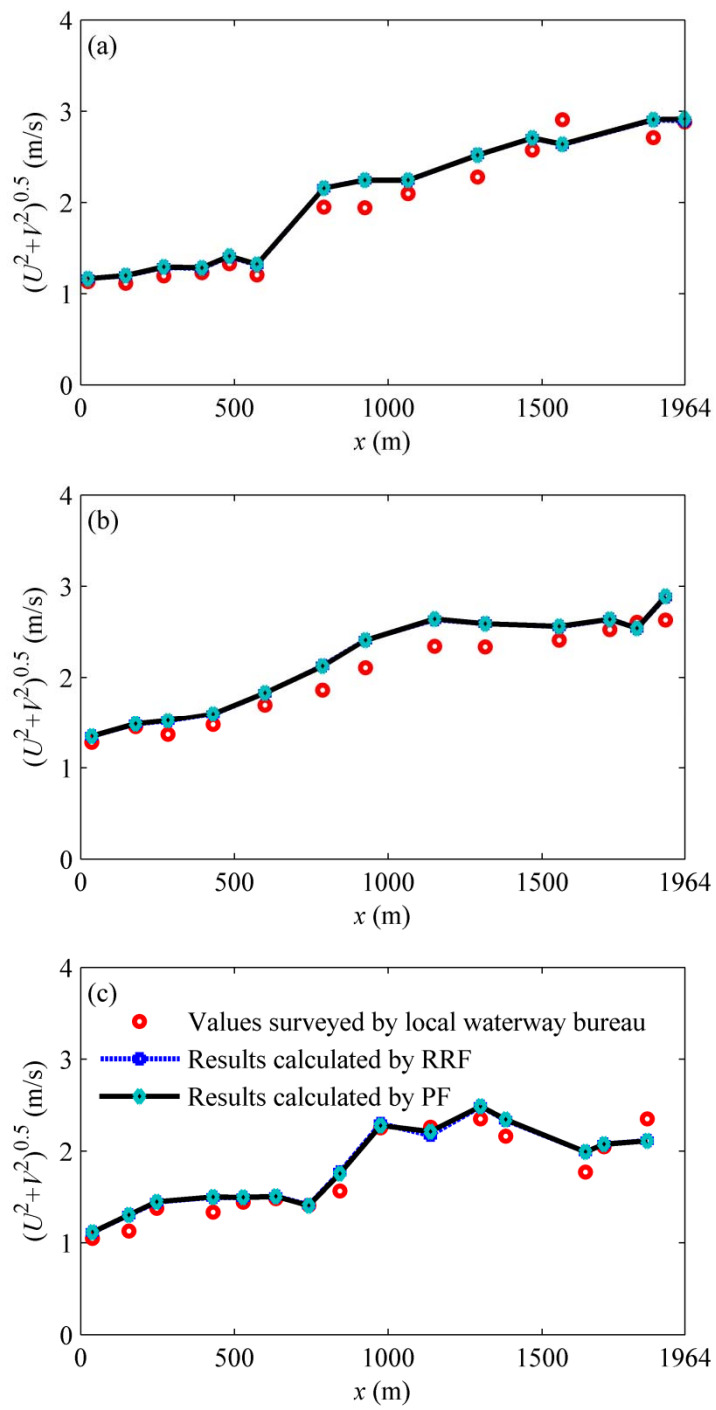 (a)
4
3
2
1
0
(U²+V²)⁰·⁵ (m/s)
0 500 1000 1500 1964
x (m)
(b)
4
3
2
1
0
(U²+V²)⁰·⁵ (m/s)
0 500 1000 1500 1964
x (m)
(c)
4
3
2
1
0
(U²+V²)⁰·⁵ (m/s)
Values surveyed by local waterway bureau
Results calculated by RRF
Results calculated by PF
0 500 1000 1500 1964
x (m)